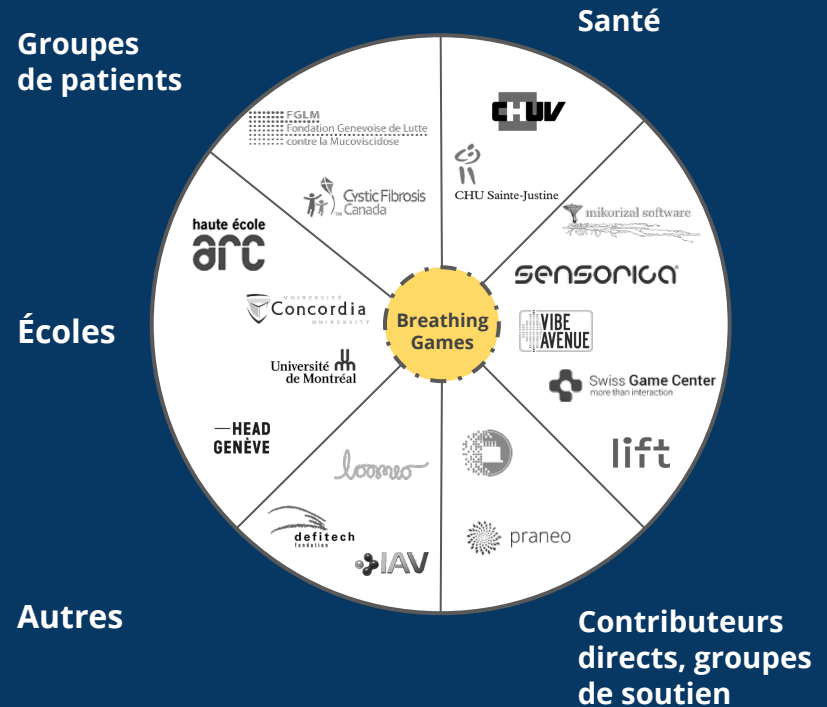 Santé
Groupes
de patients
CHUV
FGLM
Fondation Genevoise de Lutte
contre la Mucoviscidose
CHU Sainte-Justine
Cystic Fibrosis
Canada
mikorizal software
haute école
arc
sensorica
UNIVERSITÉ
Concordia
UNIVERSITY
Breathing
Games
VIBE
AVENUE
Écoles
Université
de Montréal
Swiss Game Center
more than interaction
HEAD
GENÈVE
loomeo
lift
defitech
fondation
praneo
IAV
Autres
Contributeurs
directs, groupes
de soutien